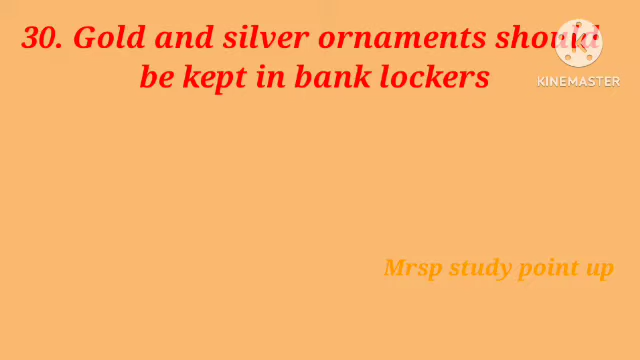 30. Gold and silver ornaments should
be kept in bank lockers
KINEMASTER
Mrsp study point up